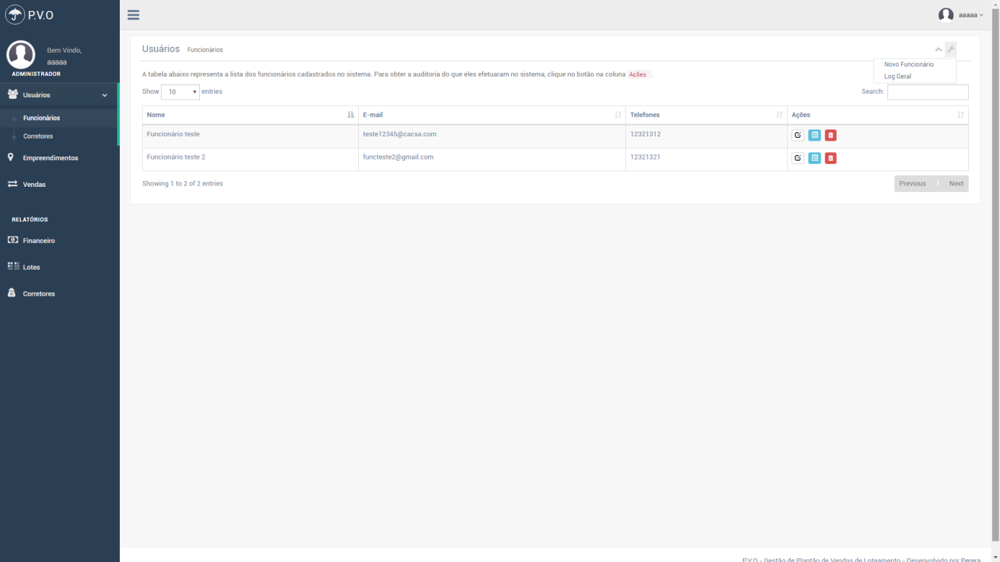 P.V.O
aaaaa
Bem Vindo,
aaaaa
ADMINISTRADOR
Usuários
Funcionários
Corretores
Empreendimentos
Vendas
RELATÓRIOS
Financeiro
Lotes
Corretores
Usuários Funcionários
Novo Funcionário
Log Geral
A tabela abaixo representa a lista dos funcionários cadastrados no sistema. Para obter a auditoria do que eles efetuaram no sistema, clique no botão na coluna Ações .
Show 10 entries
Search:
Nome E-mail Telefones Ações
Funcionário teste teste12345@cacsa.com 12321312
Funcionário teste 2 functeste2@gmail.com 12321321
Showing 1 to 2 of 2 entries
Previous 1 Next
P.V.O - Gestão de Plantão de Vendas de Loteamento - Desenvolvido por Perera